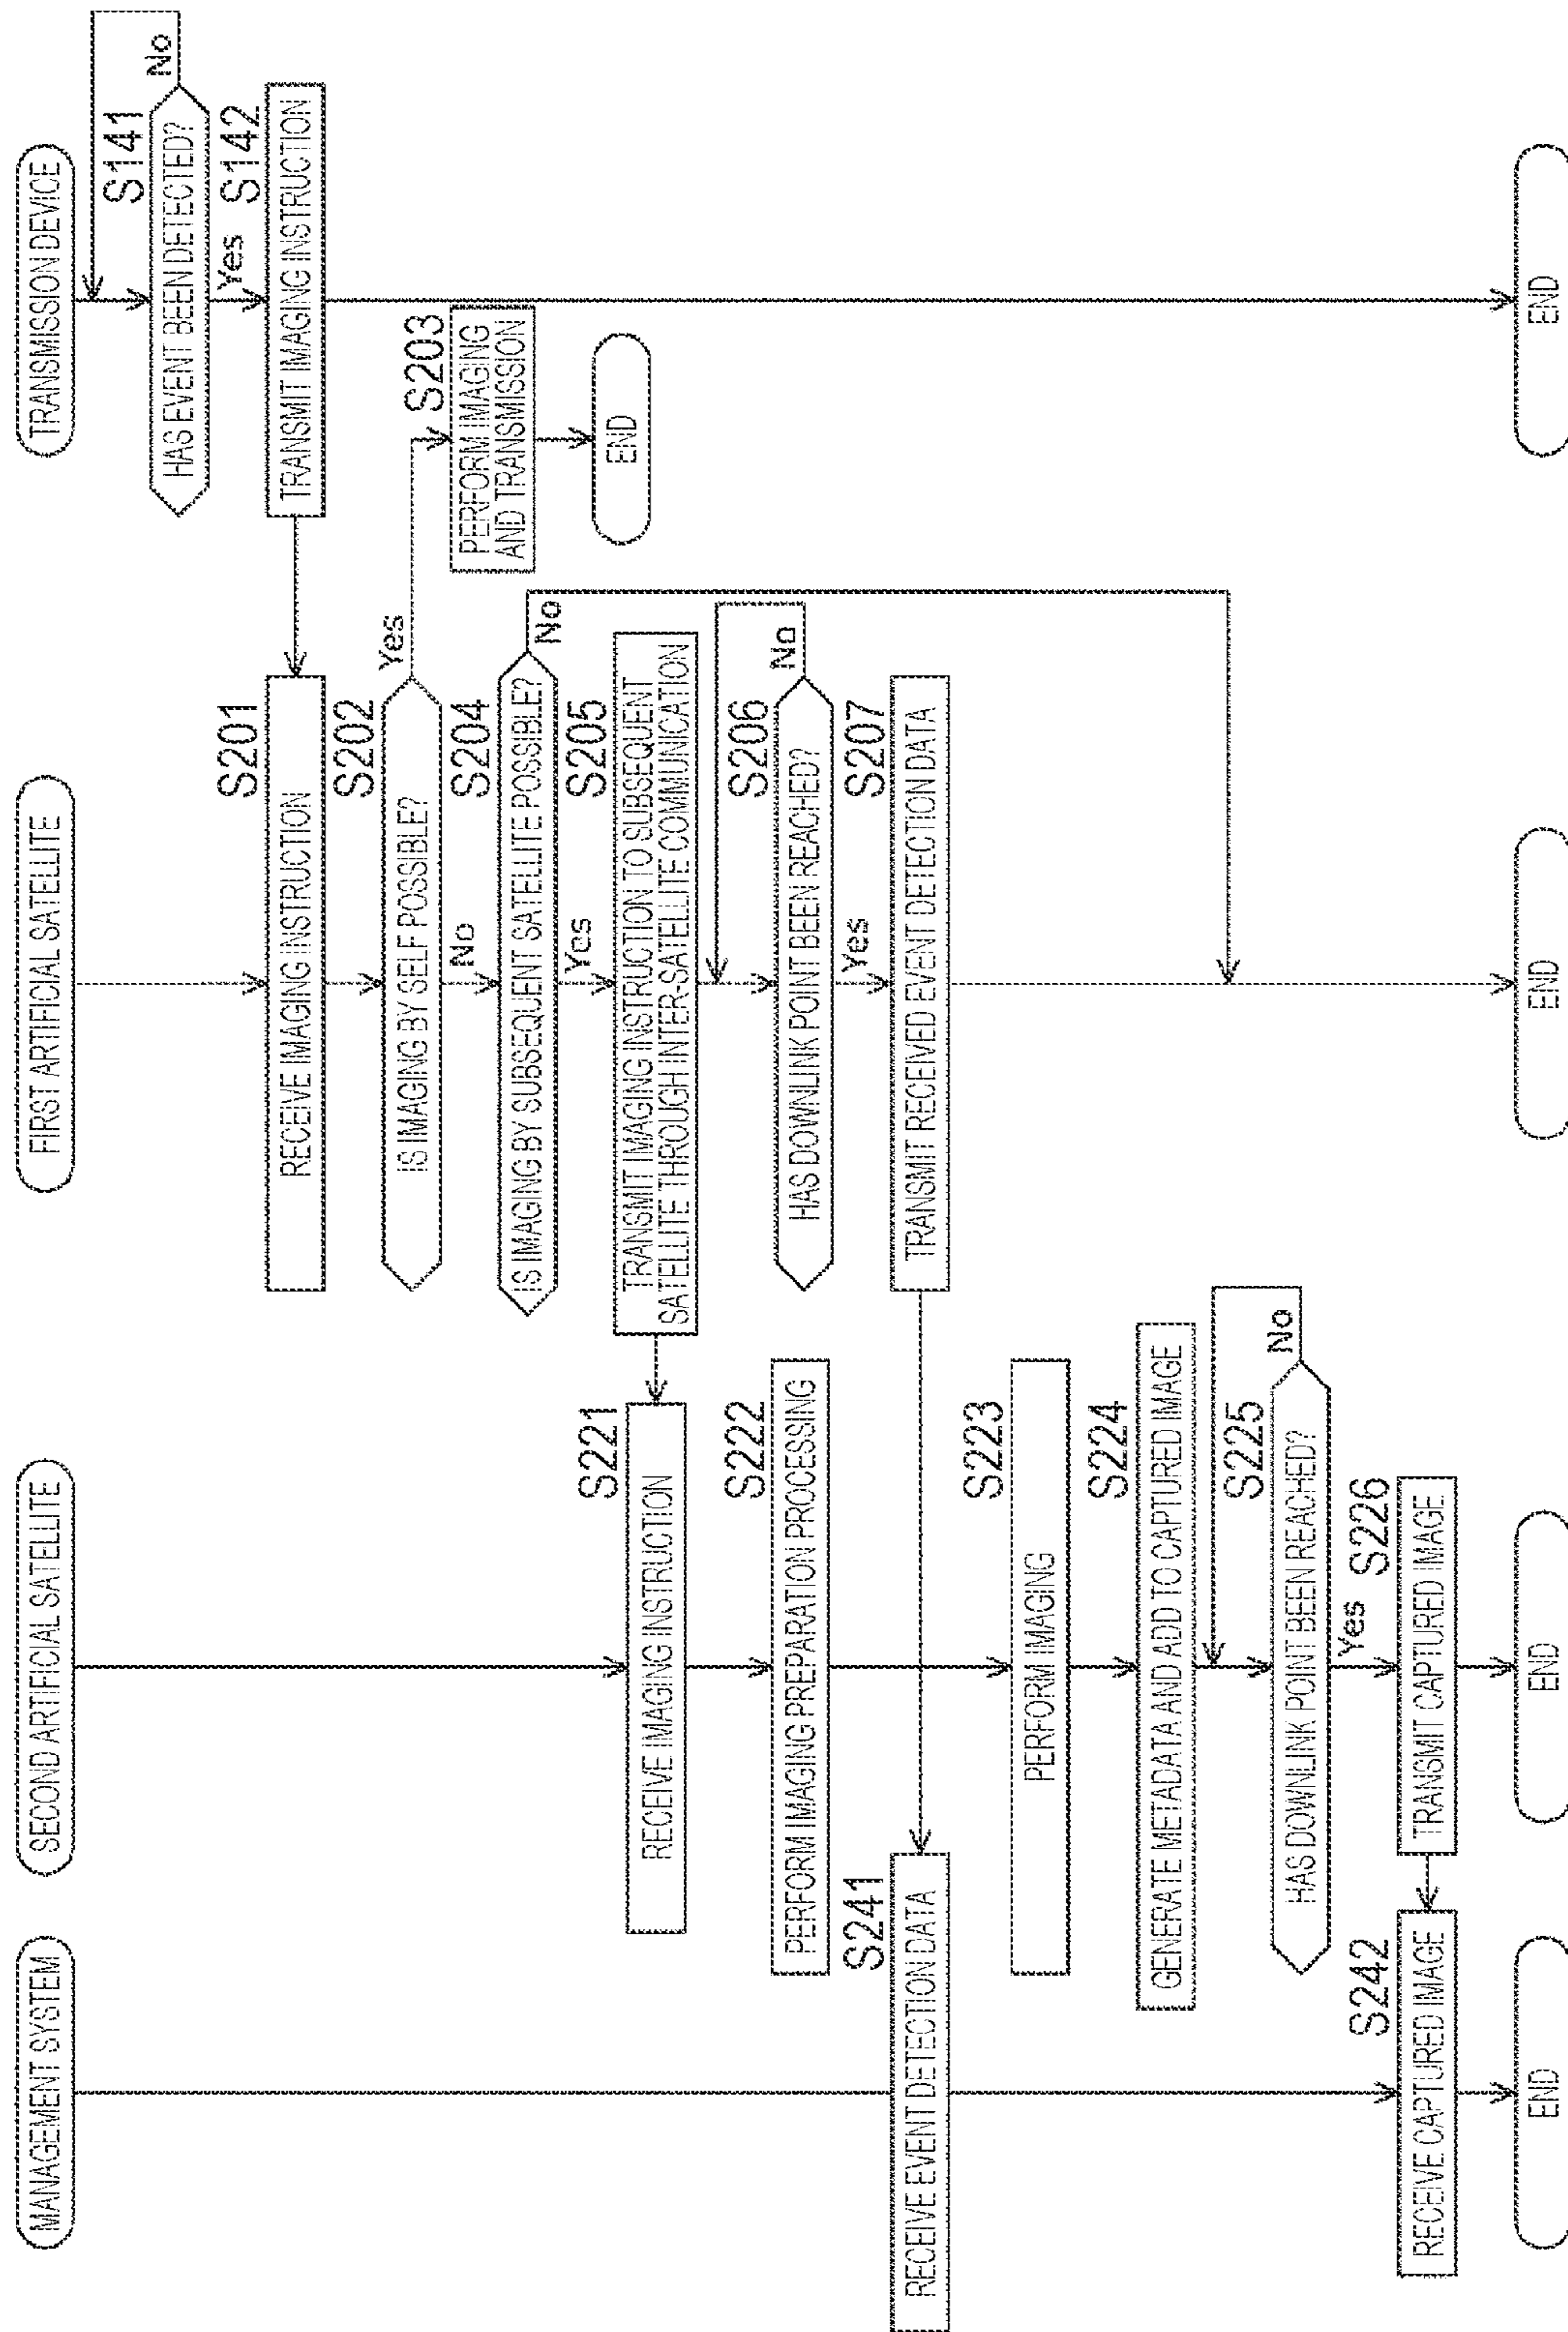 MANAGEMENT SYSTEM
SECOND ARTIFICIAL SATELLITE
FIRST ARTIFICIAL SATELLITE
TRANSMISSION DEVICE
S141
HAS EVENT BEEN DETECTED?
No
Yes
S142
TRANSMIT IMAGING INSTRUCTION
S201
RECEIVE IMAGING INSTRUCTION
S202
IS IMAGING BY SELF POSSIBLE?
Yes
No
S203
PERFORM IMAGING
AND TRANSMISSION
END
S204
IS IMAGING BY SUBSEQUENT SATELLITE POSSIBLE?
No
Yes
S205
TRANSMIT IMAGING INSTRUCTION TO SUBSEQUENT
SATELLITE THROUGH INTER-SATELLITE COMMUNICATION
S221
RECEIVE IMAGING INSTRUCTION
S206
HAS DOWNLINK POINT BEEN REACHED?
No
Yes
S222
PERFORM IMAGING PREPARATION PROCESSING
S207
TRANSMIT RECEIVED EVENT DETECTION DATA
S241
RECEIVE EVENT DETECTION DATA
S223
PERFORM IMAGING
S224
GENERATE METADATA AND ADD TO CAPTURED IMAGE
S225
HAS DOWNLINK POINT BEEN REACHED?
No
Yes
S226
TRANSMIT CAPTURED IMAGE
S242
RECEIVE CAPTURED IMAGE
END
END
END
END